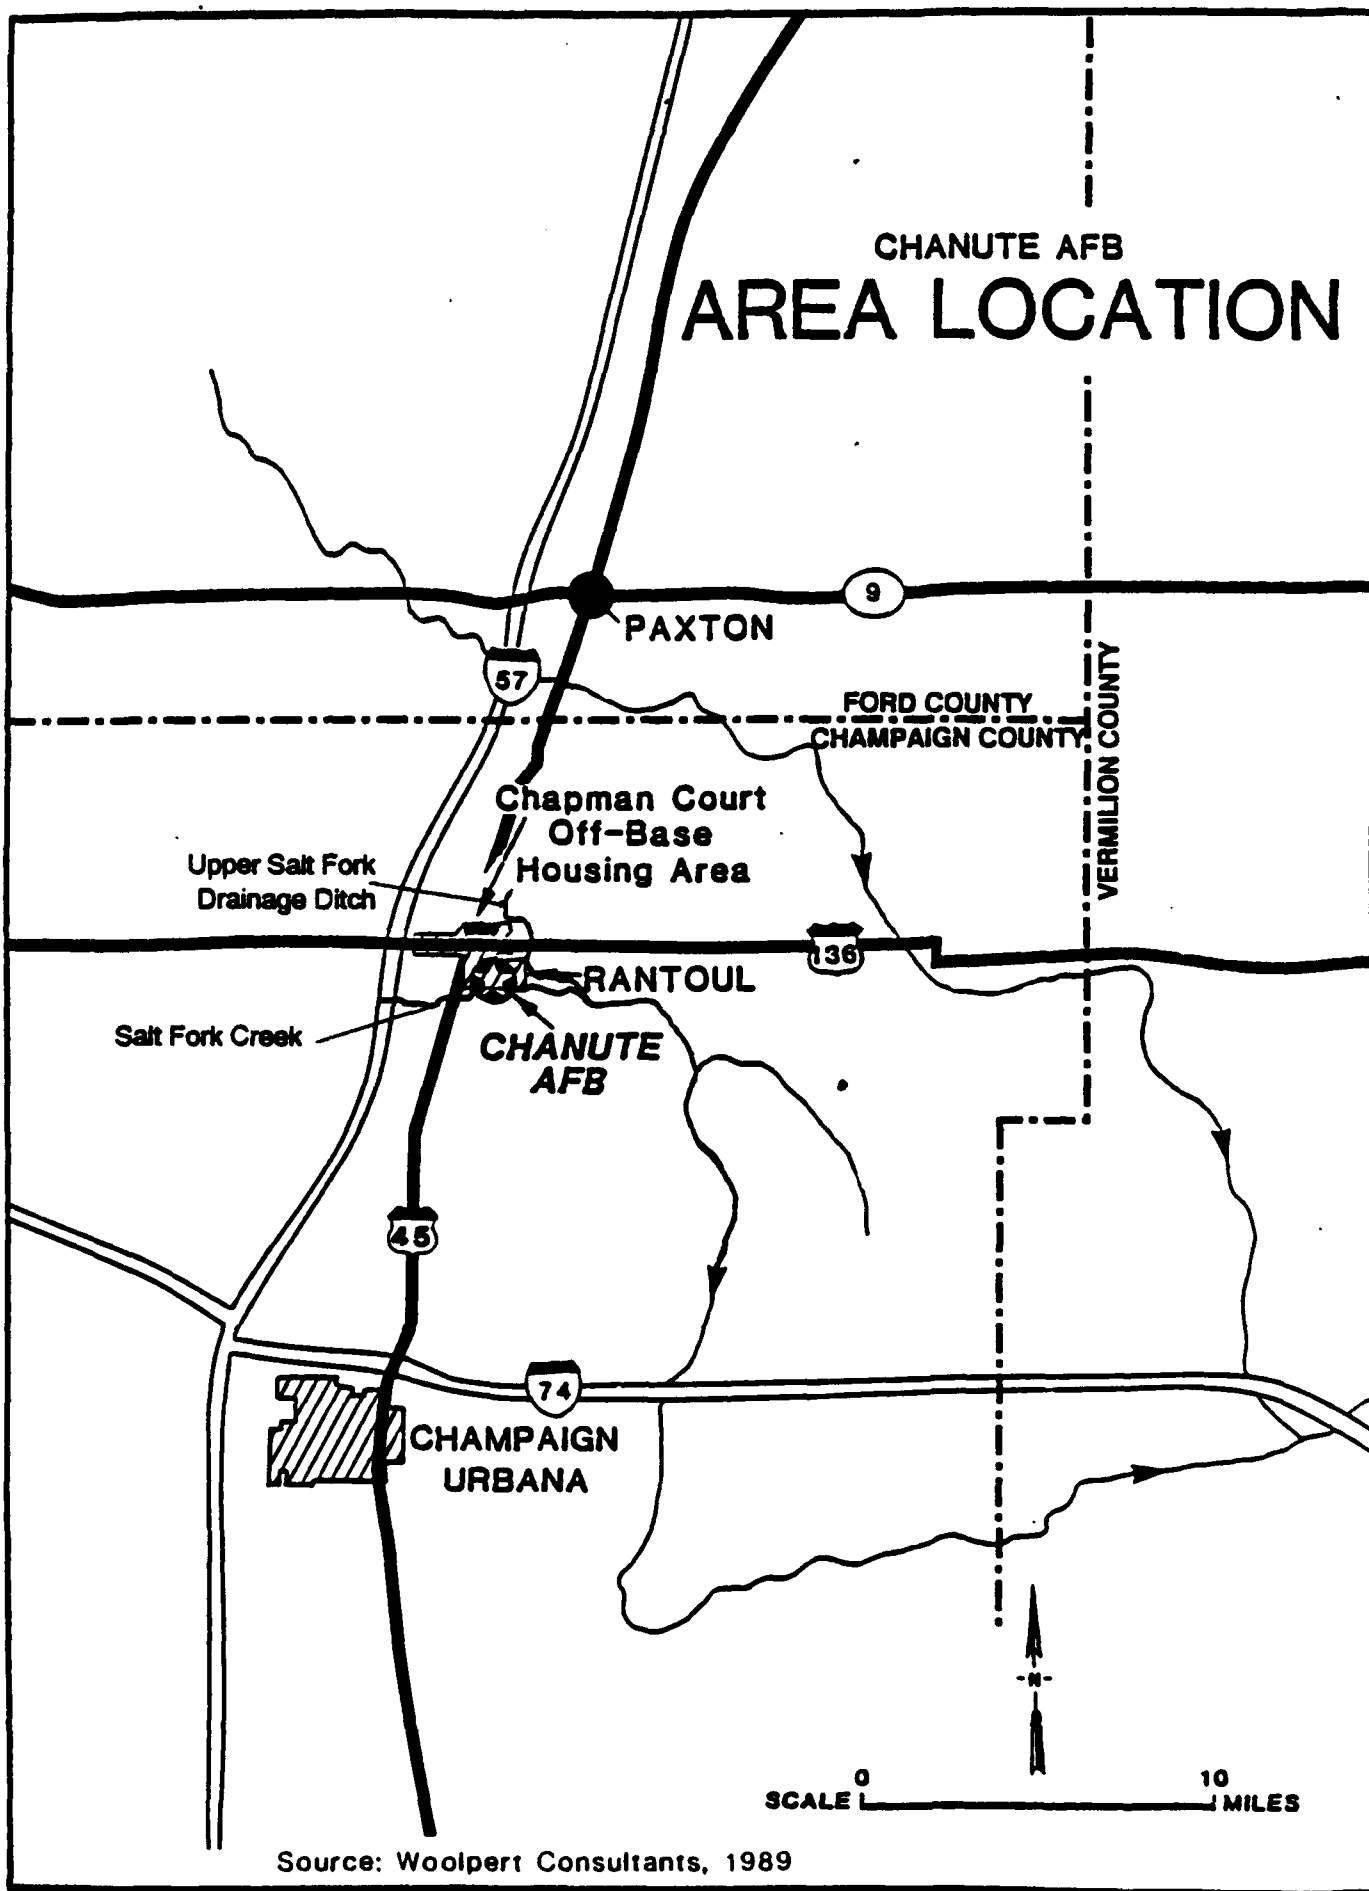 CHANUTE AFB
AREA LOCATION
9
PAXTON
57
FORD COUNTY
CHAMPAIGN COUNTY
VERMILION COUNTY
Chapman Court
Off-Base
Housing Area
Upper Salt Fork
Drainage Ditch
136
RANTOUL
Salt Fork Creek
CHANUTE
AFB
45
74
CHAMPAIGN
URBANA
-N-
0
10
SCALE
MILES
Source: Woolpert Consultants, 1989